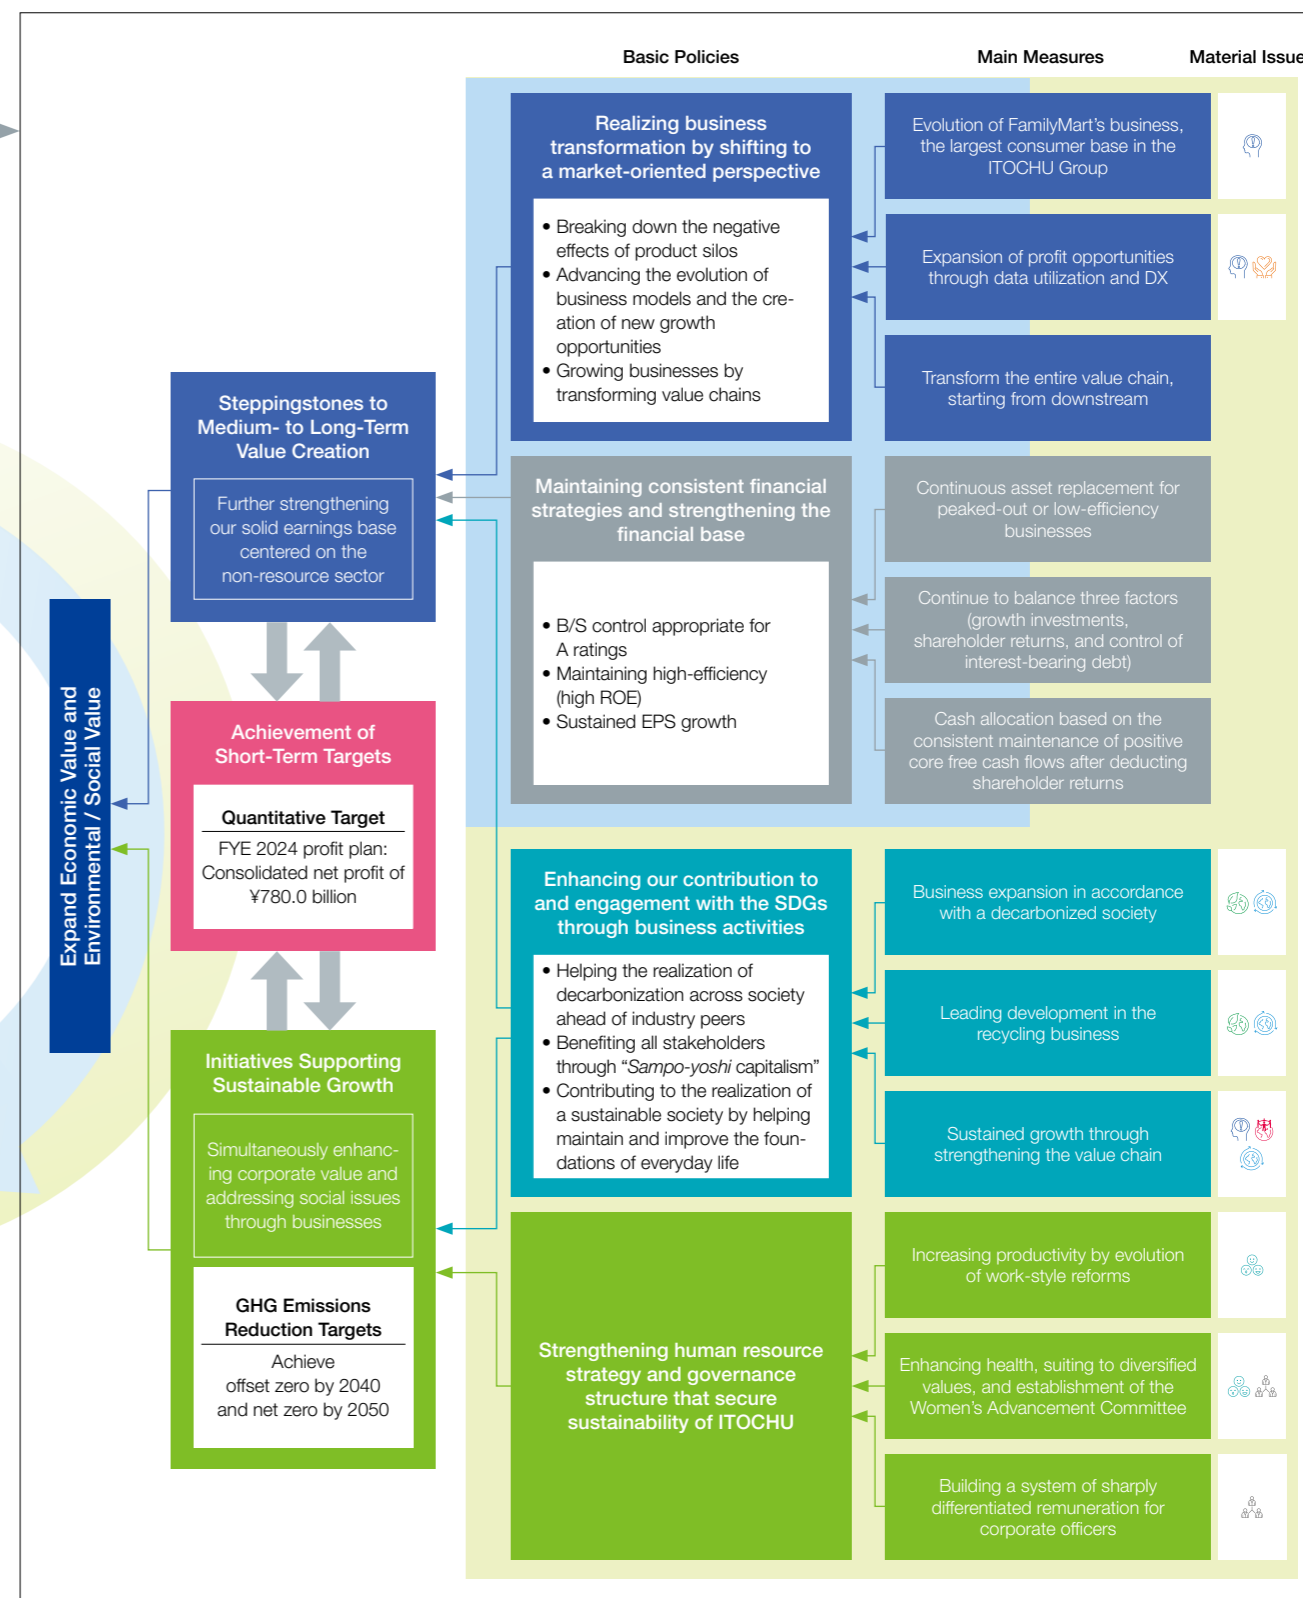 Basic Policies
Main Measures
Material Issue
Realizing business
transformation by shifting to
a market-oriented perspective
• Breaking down the negative
effects of product silos
• Advancing the evolution of
business models and the cre-
ation of new growth
opportunities
• Growing businesses by
transforming value chains
Evolution of FamilyMart’s business,
the largest consumer base in the
ITOCHU Group
Expansion of profit opportunities
through data utilization and DX
Transform the entire value chain,
starting from downstream
Steppingstones to
Medium- to Long-Term
Value Creation
Further strengthening
our solid earnings base
centered on the
non-resource sector
Maintaining consistent financial
strategies and strengthening the
financial base
• B/S control appropriate for
A ratings
• Maintaining high-efficiency
(high ROE)
• Sustained EPS growth
Continuous asset replacement for
peaked-out or low-efficiency
businesses
Continue to balance three factors
(growth investments,
shareholder returns, and control of
interest-bearing debt)
Cash allocation based on the
consistent maintenance of positive
core free cash flows after deducting
shareholder returns
Expand Economic Value and
Environmental / Social Value
Achievement of
Short-Term Targets
Quantitative Target
FYE 2024 profit plan:
Consolidated net profit of
¥780.0 billion
Enhancing our contribution to
and engagement with the SDGs
through business activities
• Helping the realization of
decarbonization across society
ahead of industry peers
• Benefiting all stakeholders
through “Sampo-yoshi capitalism”
• Contributing to the realization of
a sustainable society by helping
maintain and improve the foun-
dations of everyday life
Business expansion in accordance
with a decarbonized society
Leading development in the
recycling business
Sustained growth through
strengthening the value chain
Initiatives Supporting
Sustainable Growth
Simultaneously enhanc-
ing corporate value and
addressing social issues
through businesses
GHG Emissions
Reduction Targets
Achieve
offset zero by 2040
and net zero by 2050
Strengthening human resource
strategy and governance
structure that secure
sustainability of ITOCHU
Increasing productivity by evolution
of work-style reforms
Enhancing health, suiting to diversified
values, and establishment of the
Women’s Advancement Committee
Building a system of sharply
differentiated remuneration for
corporate officers